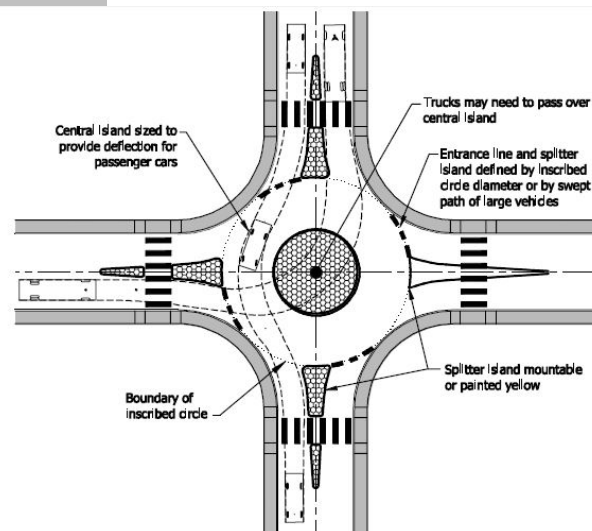 Central Island sized to
provide deflection for
passenger cars
Trucks may need to pass over
central island
Entrance line and splitter
island defined by inscribed
circle diameter or by swept
path of large vehicles
Boundary of
inscribed circle
Splitter island mountable
or painted yellow